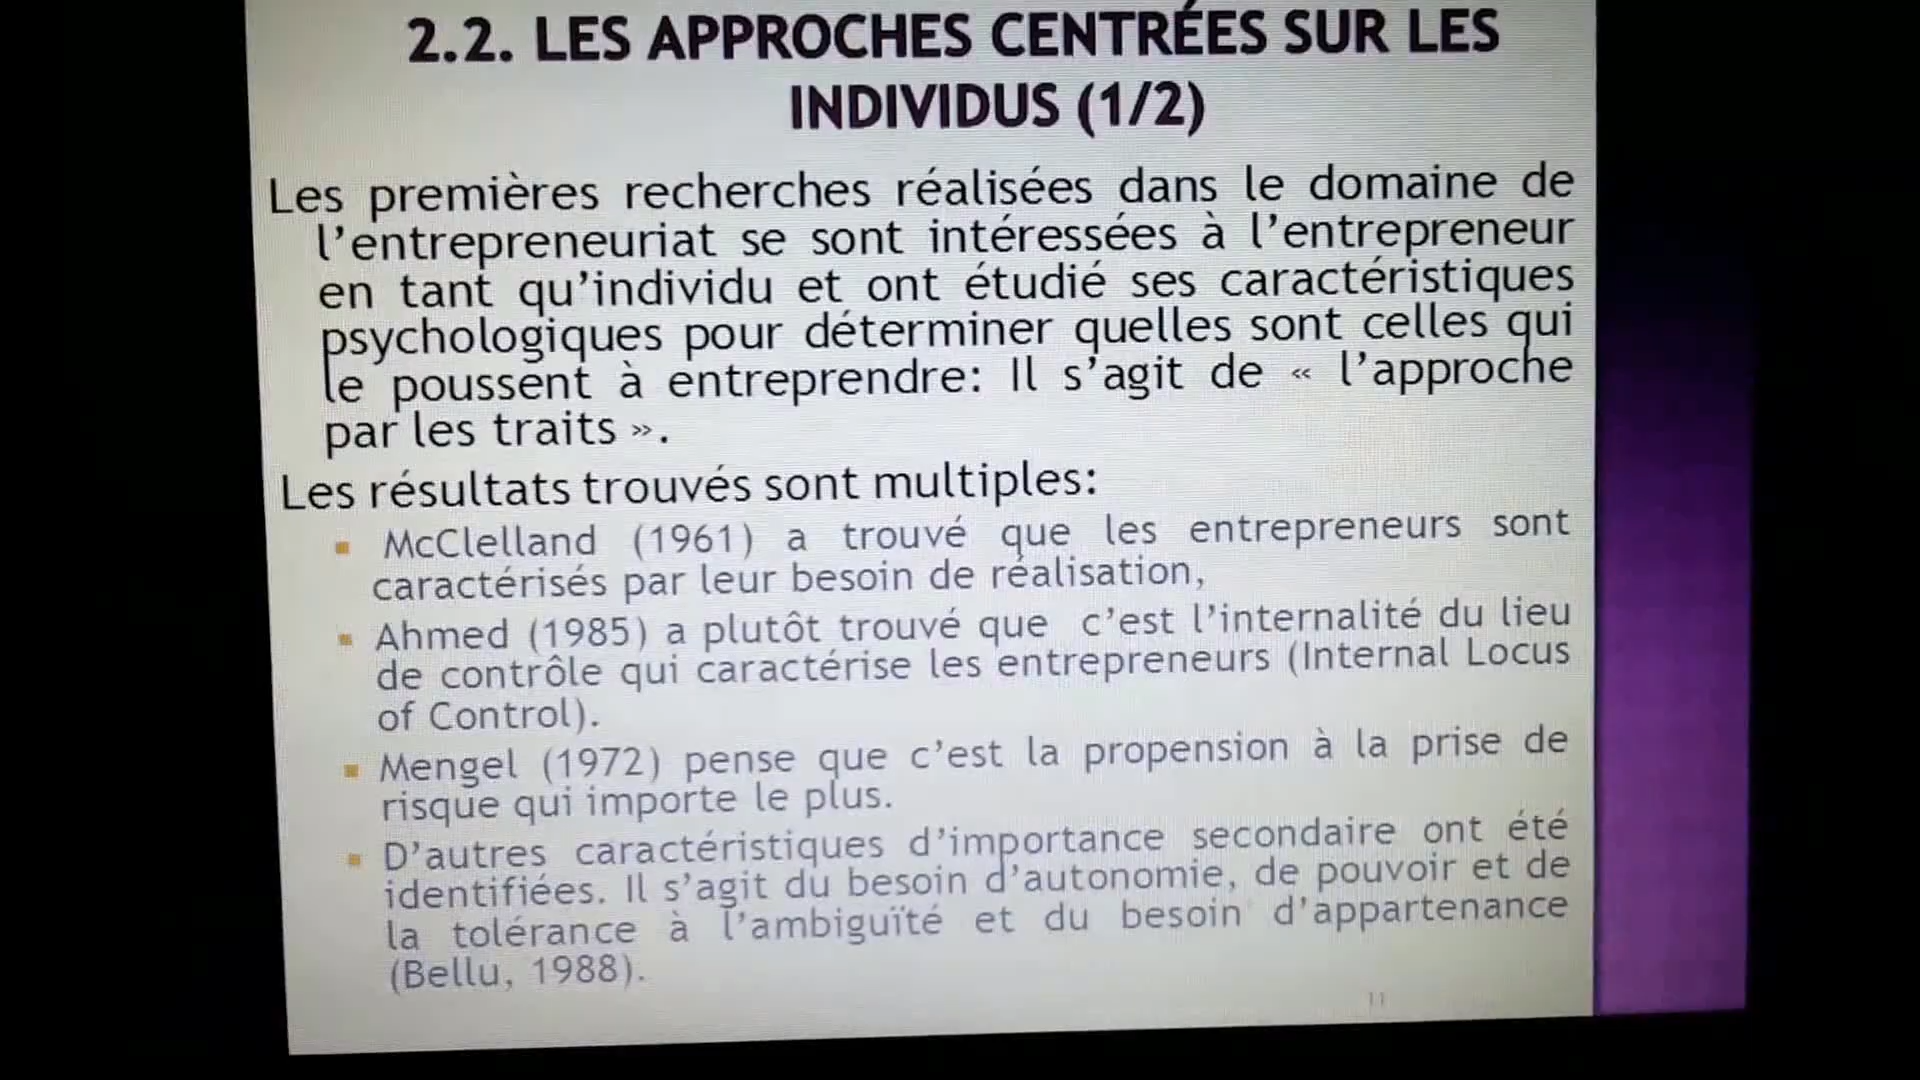 2.2. LES APPROCHES CENTRÉES SUR LES
INDIVIDUS (1/2)
Les premières recherches réalisées dans le domaine de
l’entrepreneuriat se sont intéressées à l’entrepreneur
en tant qu’individu et ont étudié ses caractéristiques
psychologiques pour déterminer quelles sont celles qui
le poussent à entreprendre: Il s’agit de « l’approche
par les traits ».
Les résultats trouvés sont multiples:
▪ McClelland (1961) a trouvé que les entrepreneurs sont
caractérisés par leur besoin de réalisation,
▪ Ahmed (1985) a plutôt trouvé que c’est l’internalité du lieu
de contrôle qui caractérise les entrepreneurs (Internal Locus
of Control).
▪ Mengel (1972) pense que c’est la propension à la prise de
risque qui importe le plus.
▪ D’autres caractéristiques d’importance secondaire ont été
identifiées. Il s’agit du besoin d’autonomie, de pouvoir et de
la tolérance à l’ambiguïté et du besoin d’appartenance
(Bellu, 1988).
11